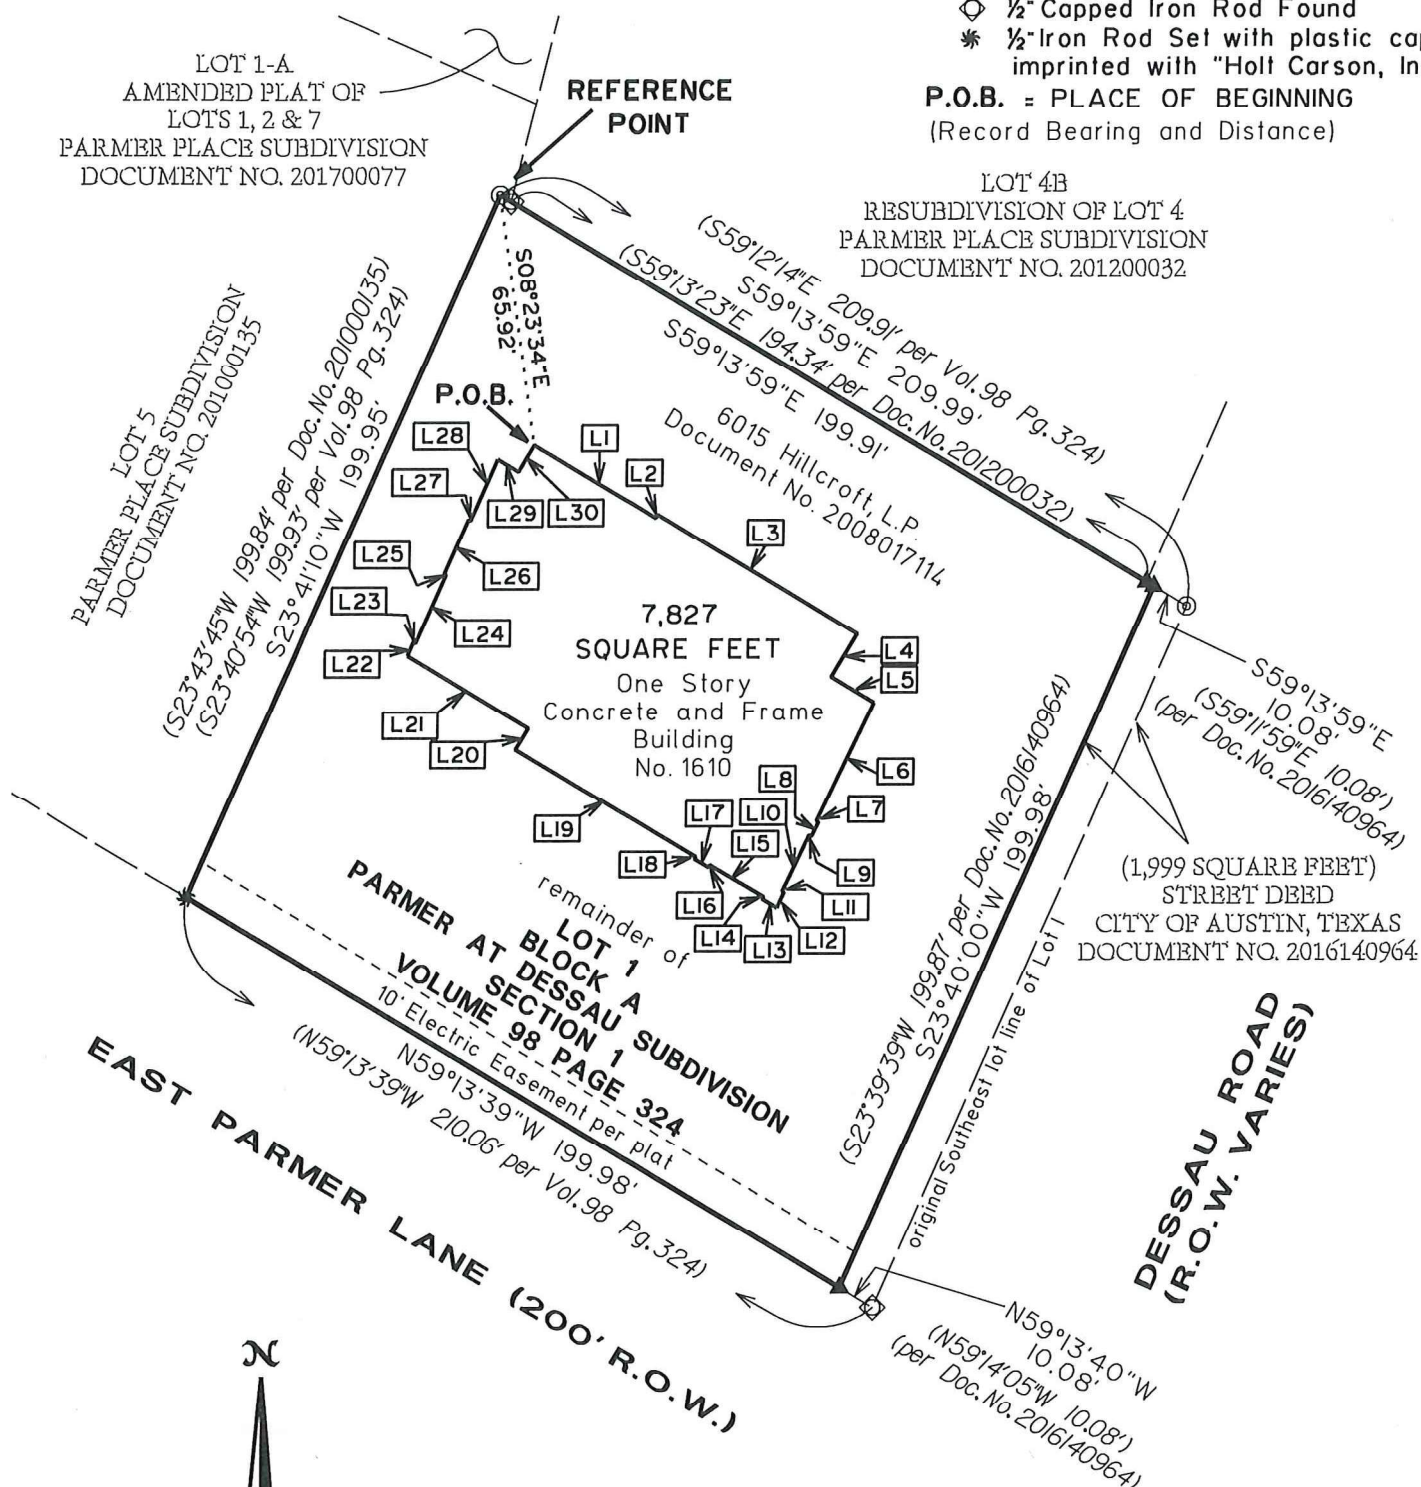 ½" Capped Iron Rod Found
½" Iron Rod Set with plastic ca
imprinted with "Holt Carson, In
P.O.B. = PLACE OF BEGINNING
(Record Bearing and Distance)
LOT 1-A
AMENDED PLAT OF
LOTS 1, 2 & 7
PARMER PLACE SUBDIVISION
DOCUMENT NO. 201700077
REFERENCE
POINT
LOT 4B
RESUBDIVISION OF LOT 4
PARMER PLACE SUBDIVISION
DOCUMENT NO. 201200032
(S59°12'14"E 209.91' per Vol.98 Pg.324)
S59°13'59"E 209.99'
(S59°13'23"E 194.34' per Doc.No.201200032)
S59°13'59"E 199.91'
S08°23'34"E
65.92'
LOT 5
PARMER PLACE SUBDIVISION
DOCUMENT NO. 201000135
(S23°43'45"W 199.84' per Doc.No.201000135)
(S23°40'54"W 199.93' per Vol.98 Pg.324)
S23°41'10"W 199.95'
P.O.B.
6015 Hillcroft, L.P.
Document No. 2008017114
L28
L1
L2
L27
L29
L30
L3
L25
L26
L23
L24
L22
L4
L5
7,827
SQUARE FEET
One Story
Concrete and Frame
Building
No. 1610
L21
L20
L6
L8
L7
L17
L10
L19
L15
L18
L9
L16
L11
L14
L13
L12
S59°13'59"E
10.08'
(S59°11'59"E 10.08')
(per Doc.No.2016140964)
(1,999 SQUARE FEET)
STREET DEED
CITY OF AUSTIN, TEXAS
DOCUMENT NO. 2016140964
(S23°39'39"W 199.87' per Doc.No.2016140964)
S23°40'00"W 199.98'
original Southeast lot line of Lot 1
remainder of
LOT 1
BLOCK A
PARMER AT DESSAU SUBDIVISION
SECTION 1
VOLUME 98 PAGE 324
10' Electric Easement per plat
N59°13'39"W 199.98'
(N59°13'39"W 210.06' per Vol.98 Pg.324)
EAST PARMER LANE (200' R.O.W.)
DESSAU ROAD
(R.O.W. VARIES)
N59°13'40"W
10.08'
(N59°14'05"W 10.08')
(per Doc.No.2016140964)
N